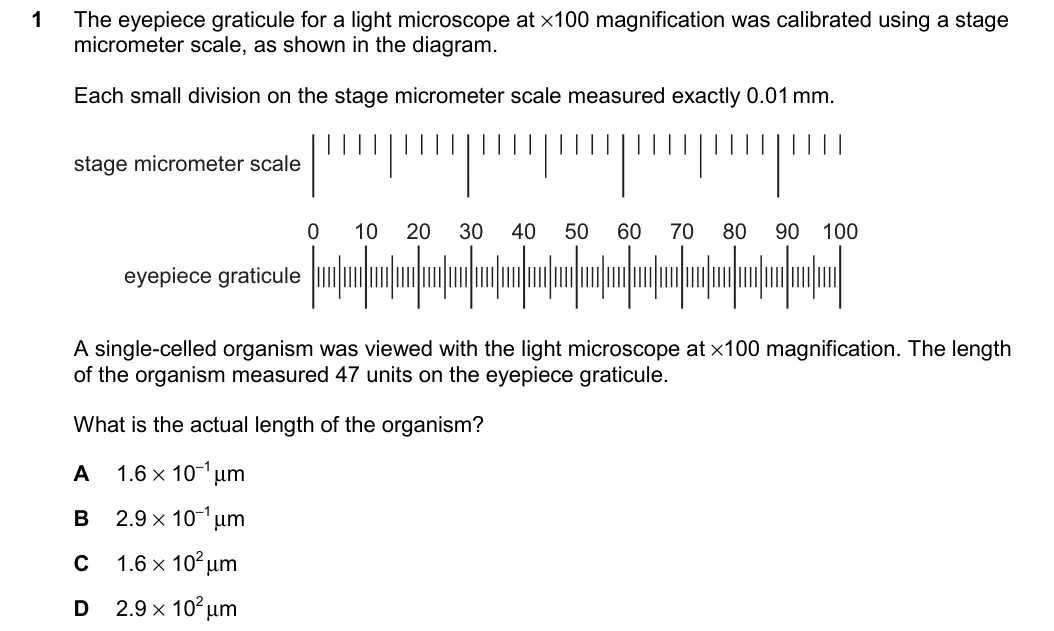 1 The eyepiece graticule for a light microscope at ×100 magnification was calibrated using a stage
micrometer scale, as shown in the diagram.
Each small division on the stage micrometer scale measured exactly 0.01 mm.
stage micrometer scale
0 10 20 30 40 50 60 70 80 90 100
eyepiece graticule
A single-celled organism was viewed with the light microscope at ×100 magnification. The length
of the organism measured 47 units on the eyepiece graticule.
What is the actual length of the organism?
A 1.6 × 10⁻¹ μm
B 2.9 × 10⁻¹ μm
C 1.6 × 10² μm
D 2.9 × 10² μm